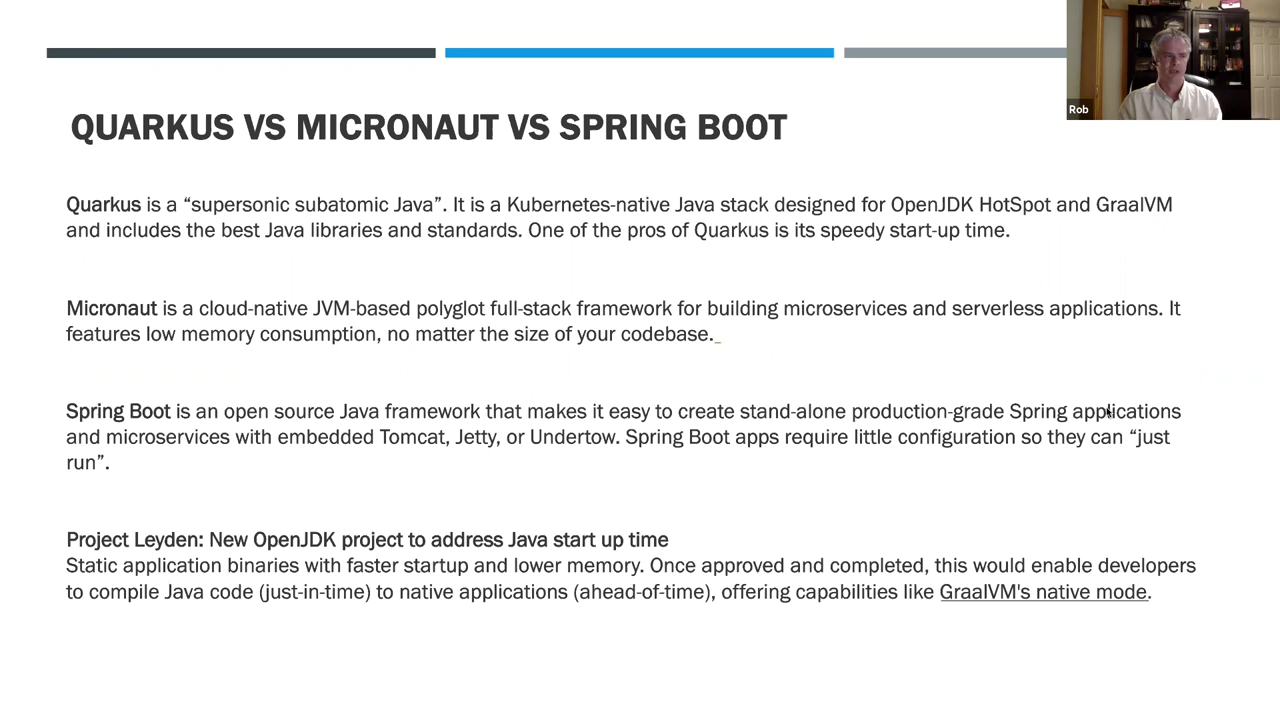 Rob
QUARKUS VS MICRONAUT VS SPRING BOOT
Quarkus is a “supersonic subatomic Java”. It is a Kubernetes-native Java stack designed for OpenJDK HotSpot and GraalVM
and includes the best Java libraries and standards. One of the pros of Quarkus is its speedy start-up time.
Micronaut is a cloud-native JVM-based polyglot full-stack framework for building microservices and serverless applications. It
features low memory consumption, no matter the size of your codebase.
Spring Boot is an open source Java framework that makes it easy to create stand-alone production-grade Spring applications
and microservices with embedded Tomcat, Jetty, or Undertow. Spring Boot apps require little configuration so they can “just
run”.
Project Leyden: New OpenJDK project to address Java start up time
Static application binaries with faster startup and lower memory. Once approved and completed, this would enable developers
to compile Java code (just-in-time) to native applications (ahead-of-time), offering capabilities like GraalVM's native mode.